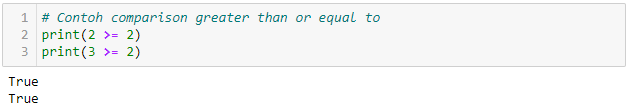 1 # Contoh comparison greater than or equal to
2 print(2 >= 2)
3 print(3 >= 2)
True
True